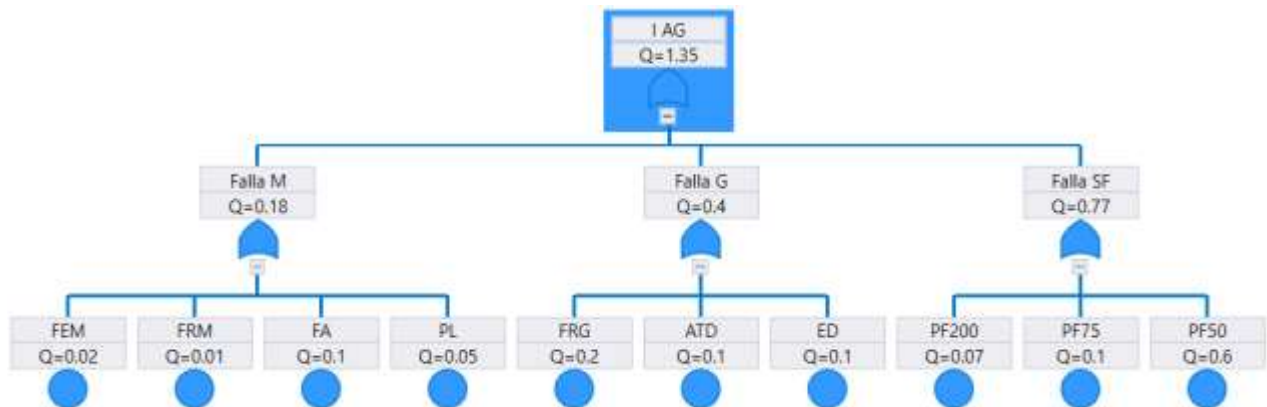 I AG
Q=1.35
Falla M
Q=0.18
Falla G
Q=0.4
Falla SF
Q=0.77
FEM
Q=0.02
FRM
Q=0.01
FA
Q=0.1
PL
Q=0.05
FRG
Q=0.2
ATD
Q=0.1
ED
Q=0.1
PF200
Q=0.07
PF75
Q=0.1
PF50
Q=0.6